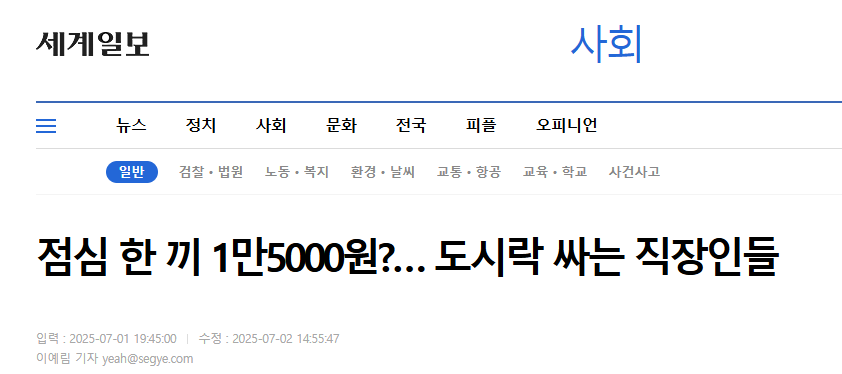 세계일보
사회
뉴스 정치 사회 문화 전국 피플 오피니언
일반 검찰·법원 노동·복지 환경·날씨 교통·항공 교육·학교 사건사고
점심 한 끼 1만5000원?… 도시락 싸는 직장인들
입력 : 2025-07-01 19:45:00 | 수정 : 2025-07-02 14:55:47
이예림 기자 yeah@segye.com